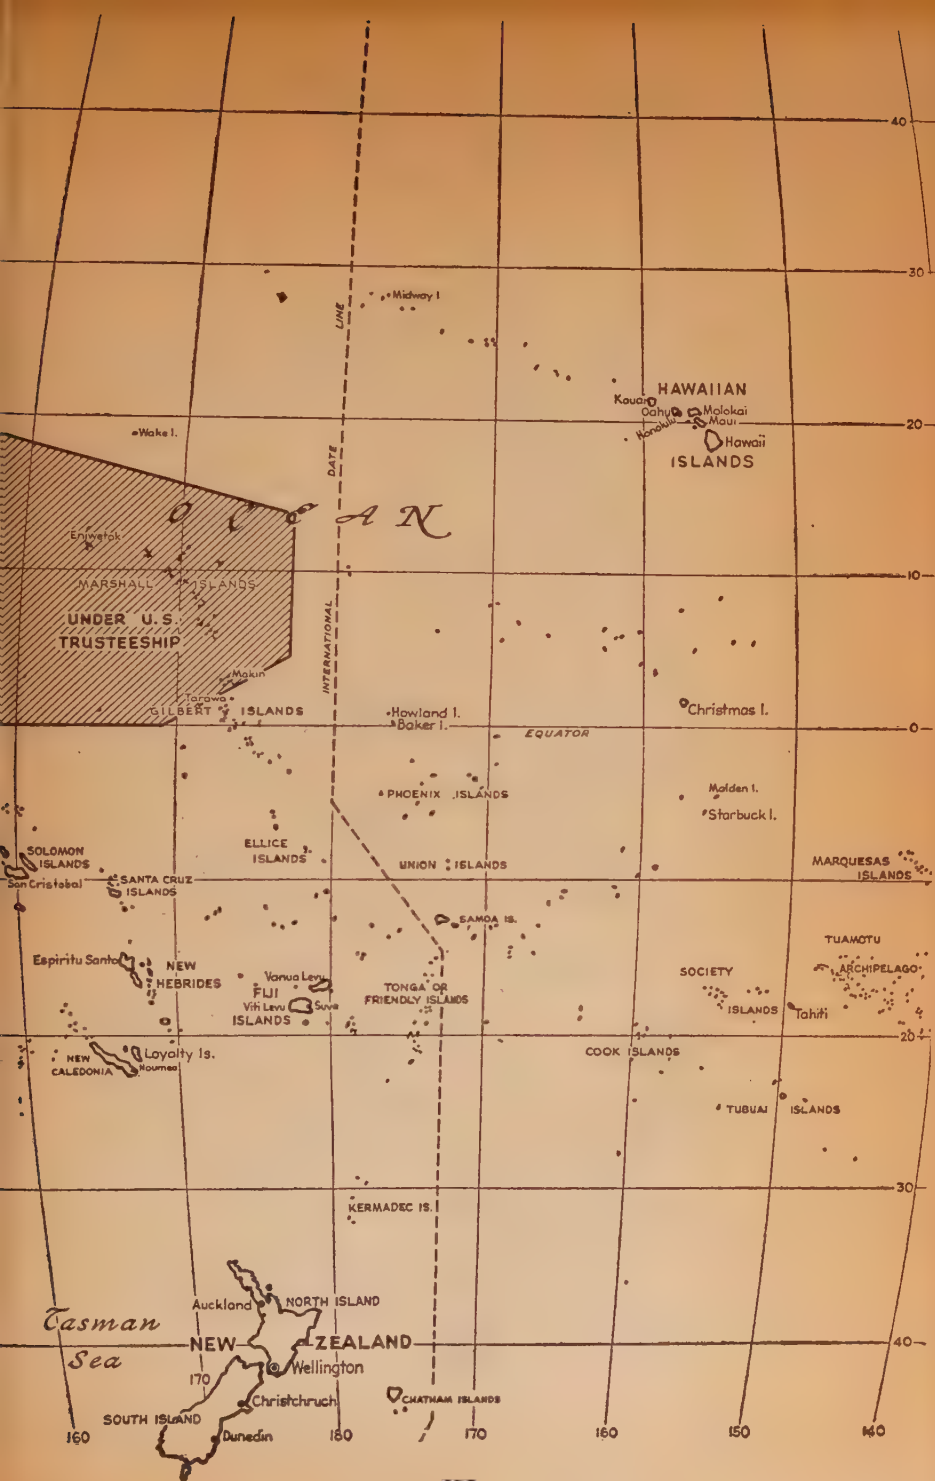 40
30
Midway I
LINE
HAWAIIAN
Kauai
Oahu
Molokai
Maui
Honolulu
20
Wake I.
Hawaii
ISLANDS
DATE
OCEAN
Eniwetok
10
MARSHALL ISLANDS
UNDER U.S.
TRUSTEESHIP
INTERNATIONAL
Makin
Tarawa
GILBERT ISLANDS
Howland I.
Baker I.
Christmas I.
EQUATOR
0
PHOENIX ISLANDS
Malden I.
Starbuck I.
ELLICE
ISLANDS
SOLOMON
ISLANDS
San Cristobal
UNION ISLANDS
MARQUESAS
ISLANDS
SANTA CRUZ
ISLANDS
SAMOA IS.
TUAMOTU
ARCHIPELAGO
Espiritu Santo
NEW
HEBRIDES
Vanua Levu
FIJI
Viti Levu
Suva
ISLANDS
TONGA OR
FRIENDLY ISLANDS
SOCIETY
ISLANDS
Tahiti
20
NEW
CALEDONIA
Loyalty Is.
Noumea
COOK ISLANDS
TUBUAI ISLANDS
30
KERMADEC IS.
Tasman
Sea
Auckland
NORTH ISLAND
NEW ZEALAND
40
Wellington
170
Christchruch
CHATHAM ISLANDS
SOUTH ISLAND
Dunedin
160
180
170
160
150
140